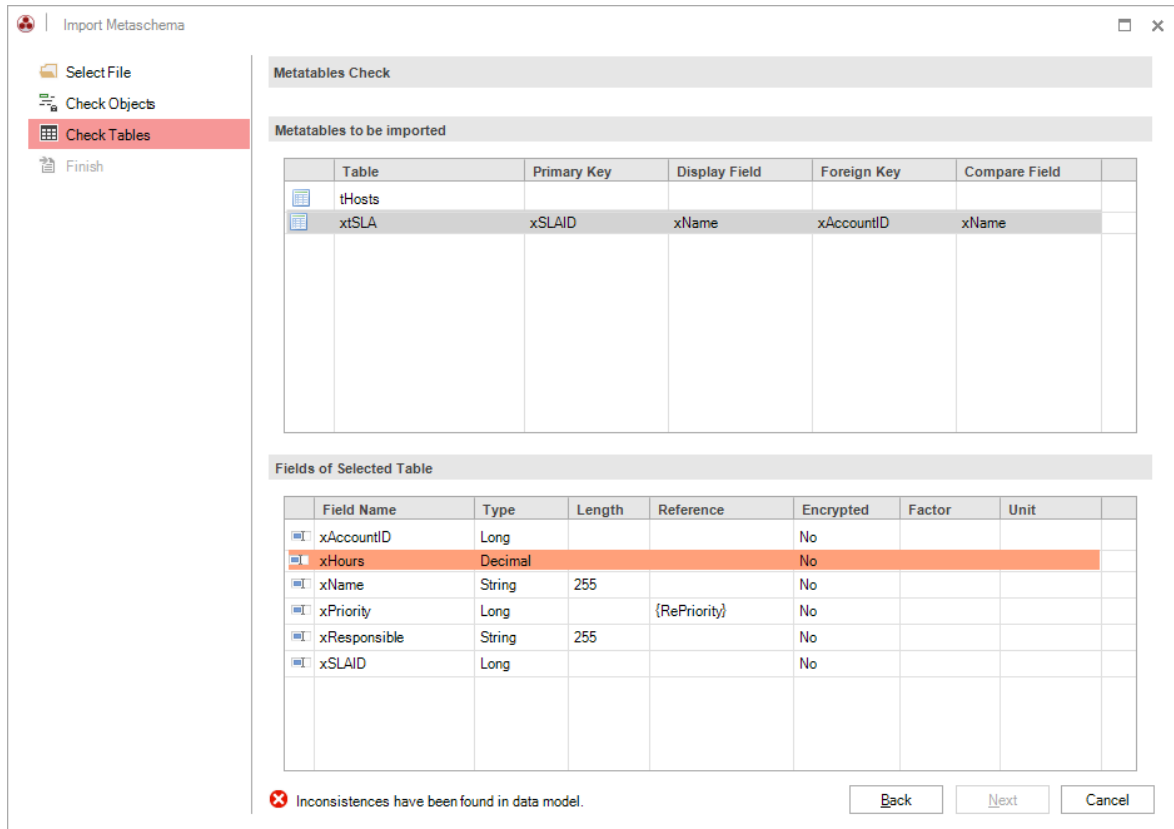 Import Metaschema
Select File
Check Objects
Check Tables
Finish
Metatables Check
Metatables to be imported
Table Primary Key Display Field Foreign Key Compare Field
tHosts
xtSLA xSLAID xName xAccountID xName
Fields of Selected Table
Field Name Type Length Reference Encrypted Factor Unit
xAccountID Long No
xHours Decimal No
xName String 255 No
xPriority Long {RePriority} No
xResponsible String 255 No
xSLAID Long No
Inconsistences have been found in data model.
Back Next Cancel